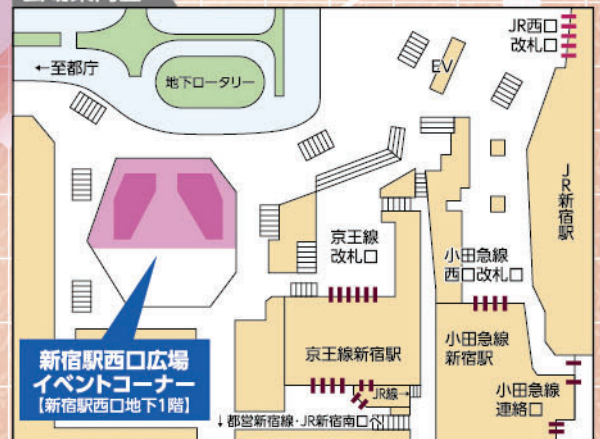 JR西口
改札口
←至都庁
EV
地下ロータリー
JR新宿駅
京王線
改札口
小田急線
西口改札口
新宿駅西口広場
イベントコーナー
【新宿駅西口地下1階】
京王線新宿駅
小田急線
新宿駅
JR線→
小田急線
連絡口
↓都営新宿線・JR新宿南口へ